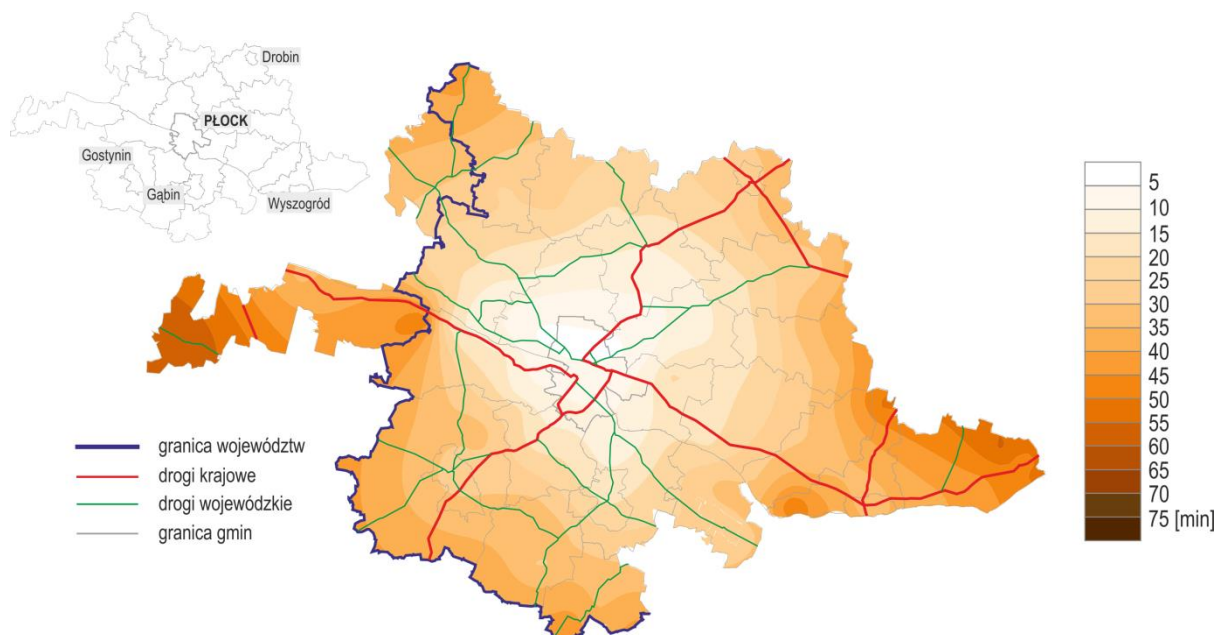 Drobin
PŁOCK
Gostynin
Gąbin
Wyszogród
granica województw
drogi krajowe
drogi wojewódzkie
granica gmin
5
10
15
20
25
30
35
40
45
50
55
60
65
70
75 [min]